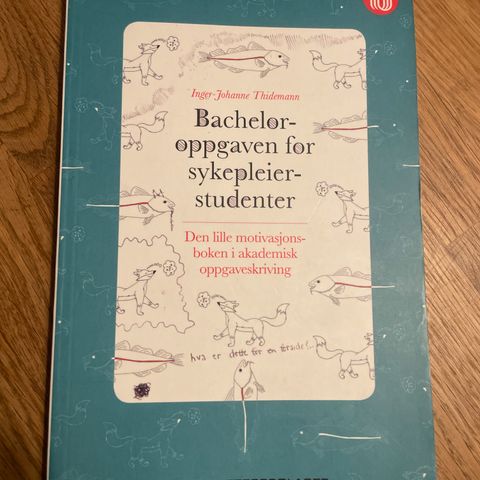 Inger-Johanne Thidemann
Bachelor-
oppgaven for
sykepleier-
studenter
Den lille motivasjons-
boken i akademisk
oppgaveskriving
hva er dette for en forside?!..